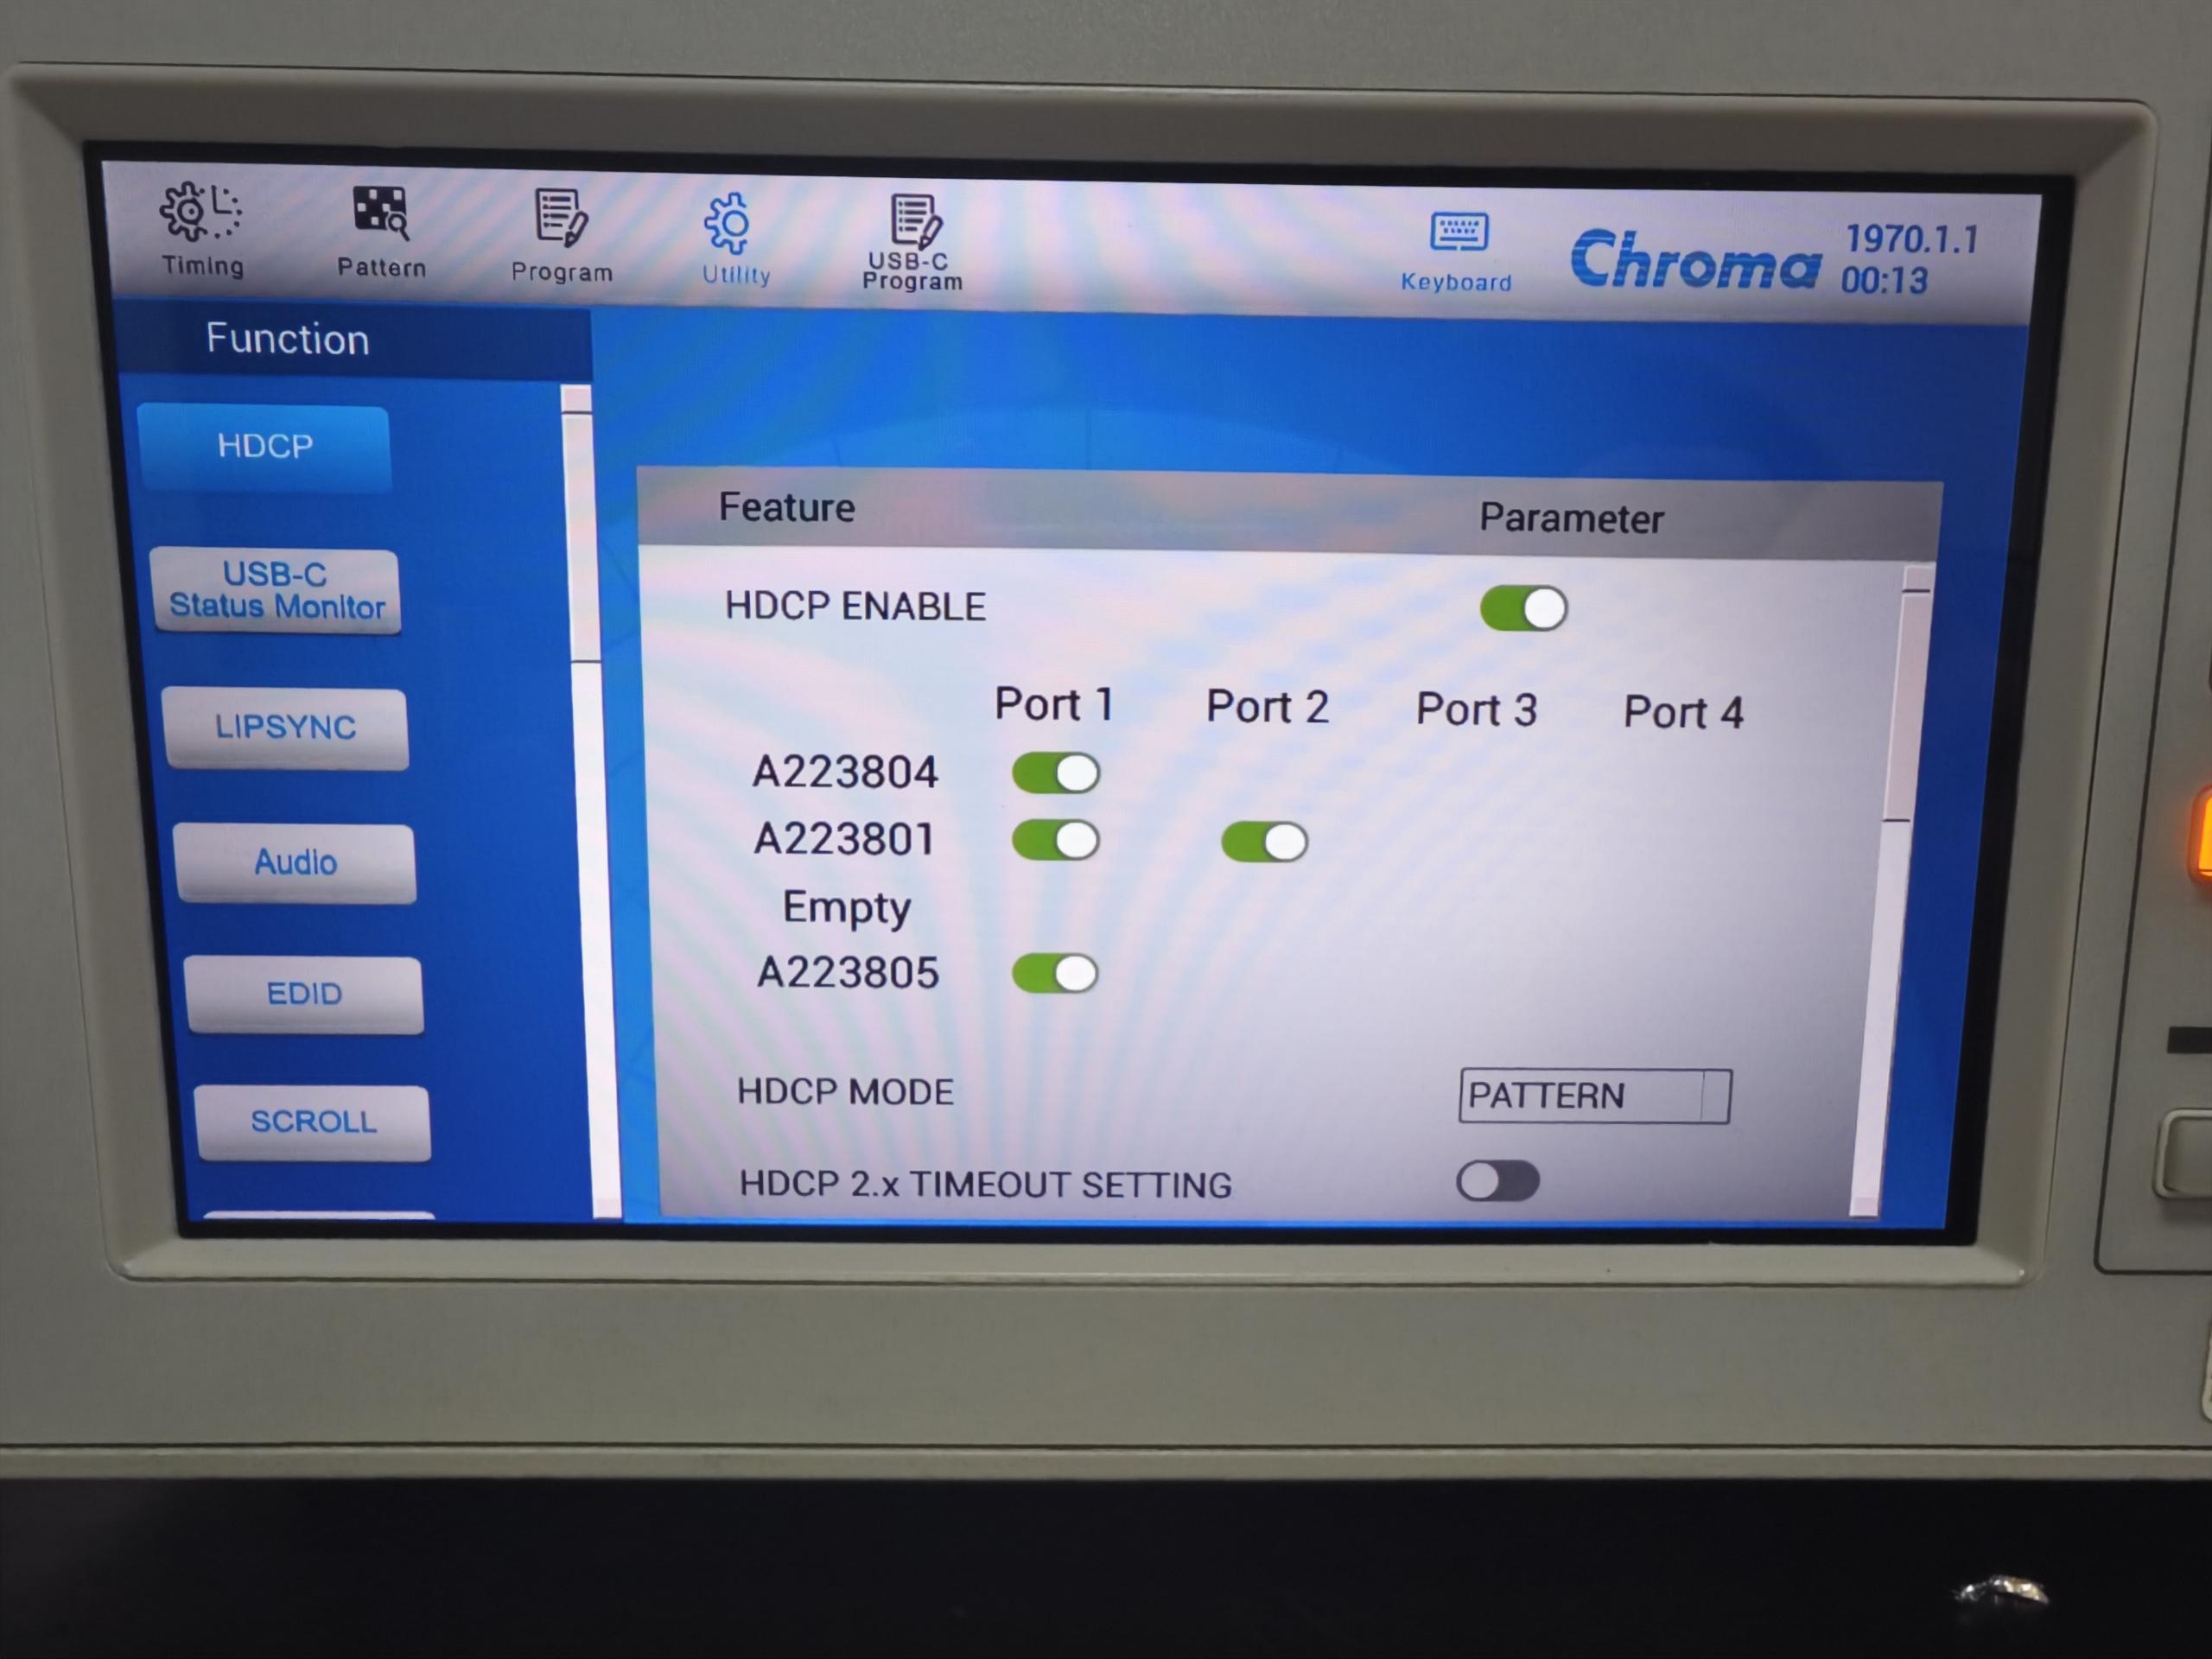 Timing
Pattern
Program
Utility
USB-C
Program
Keyboard
Chroma
1970.1.1
00:13
Function
HDCP
USB-C
Status Monitor
LIPSYNC
Audio
EDID
SCROLL
Feature Parameter
HDCP ENABLE
Port 1 Port 2 Port 3 Port 4
A223804
A223801
Empty
A223805
HDCP MODE PATTERN
HDCP 2.x TIMEOUT SETTING